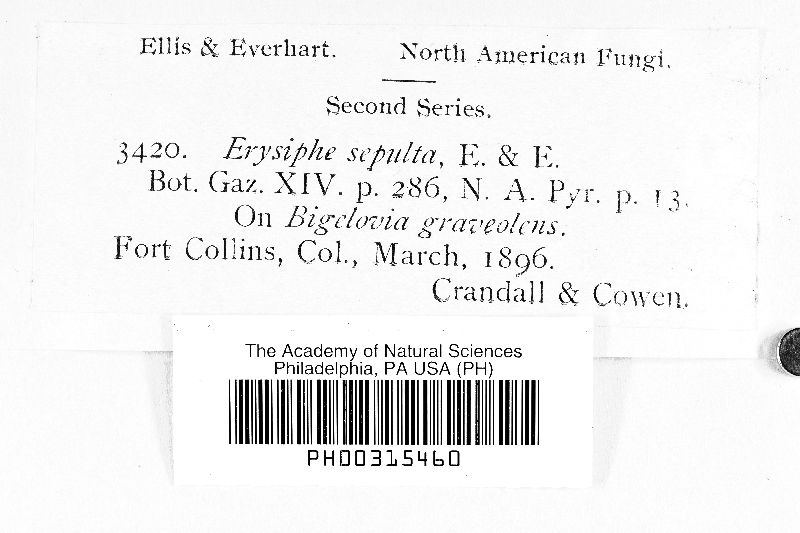 Ellis & Everhart. North American Fungi.
Second Series.
3420. Erysiphe sepulta, E. & E.
Bot. Gaz. XIV. p. 286, N. A. Pyr. p. 13.
On Bigelovia graveolens.
Fort Collins, Col., March, 1896.
Crandall & Cowen.
The Academy of Natural Sciences
Philadelphia, PA USA (PH)
PH00315460